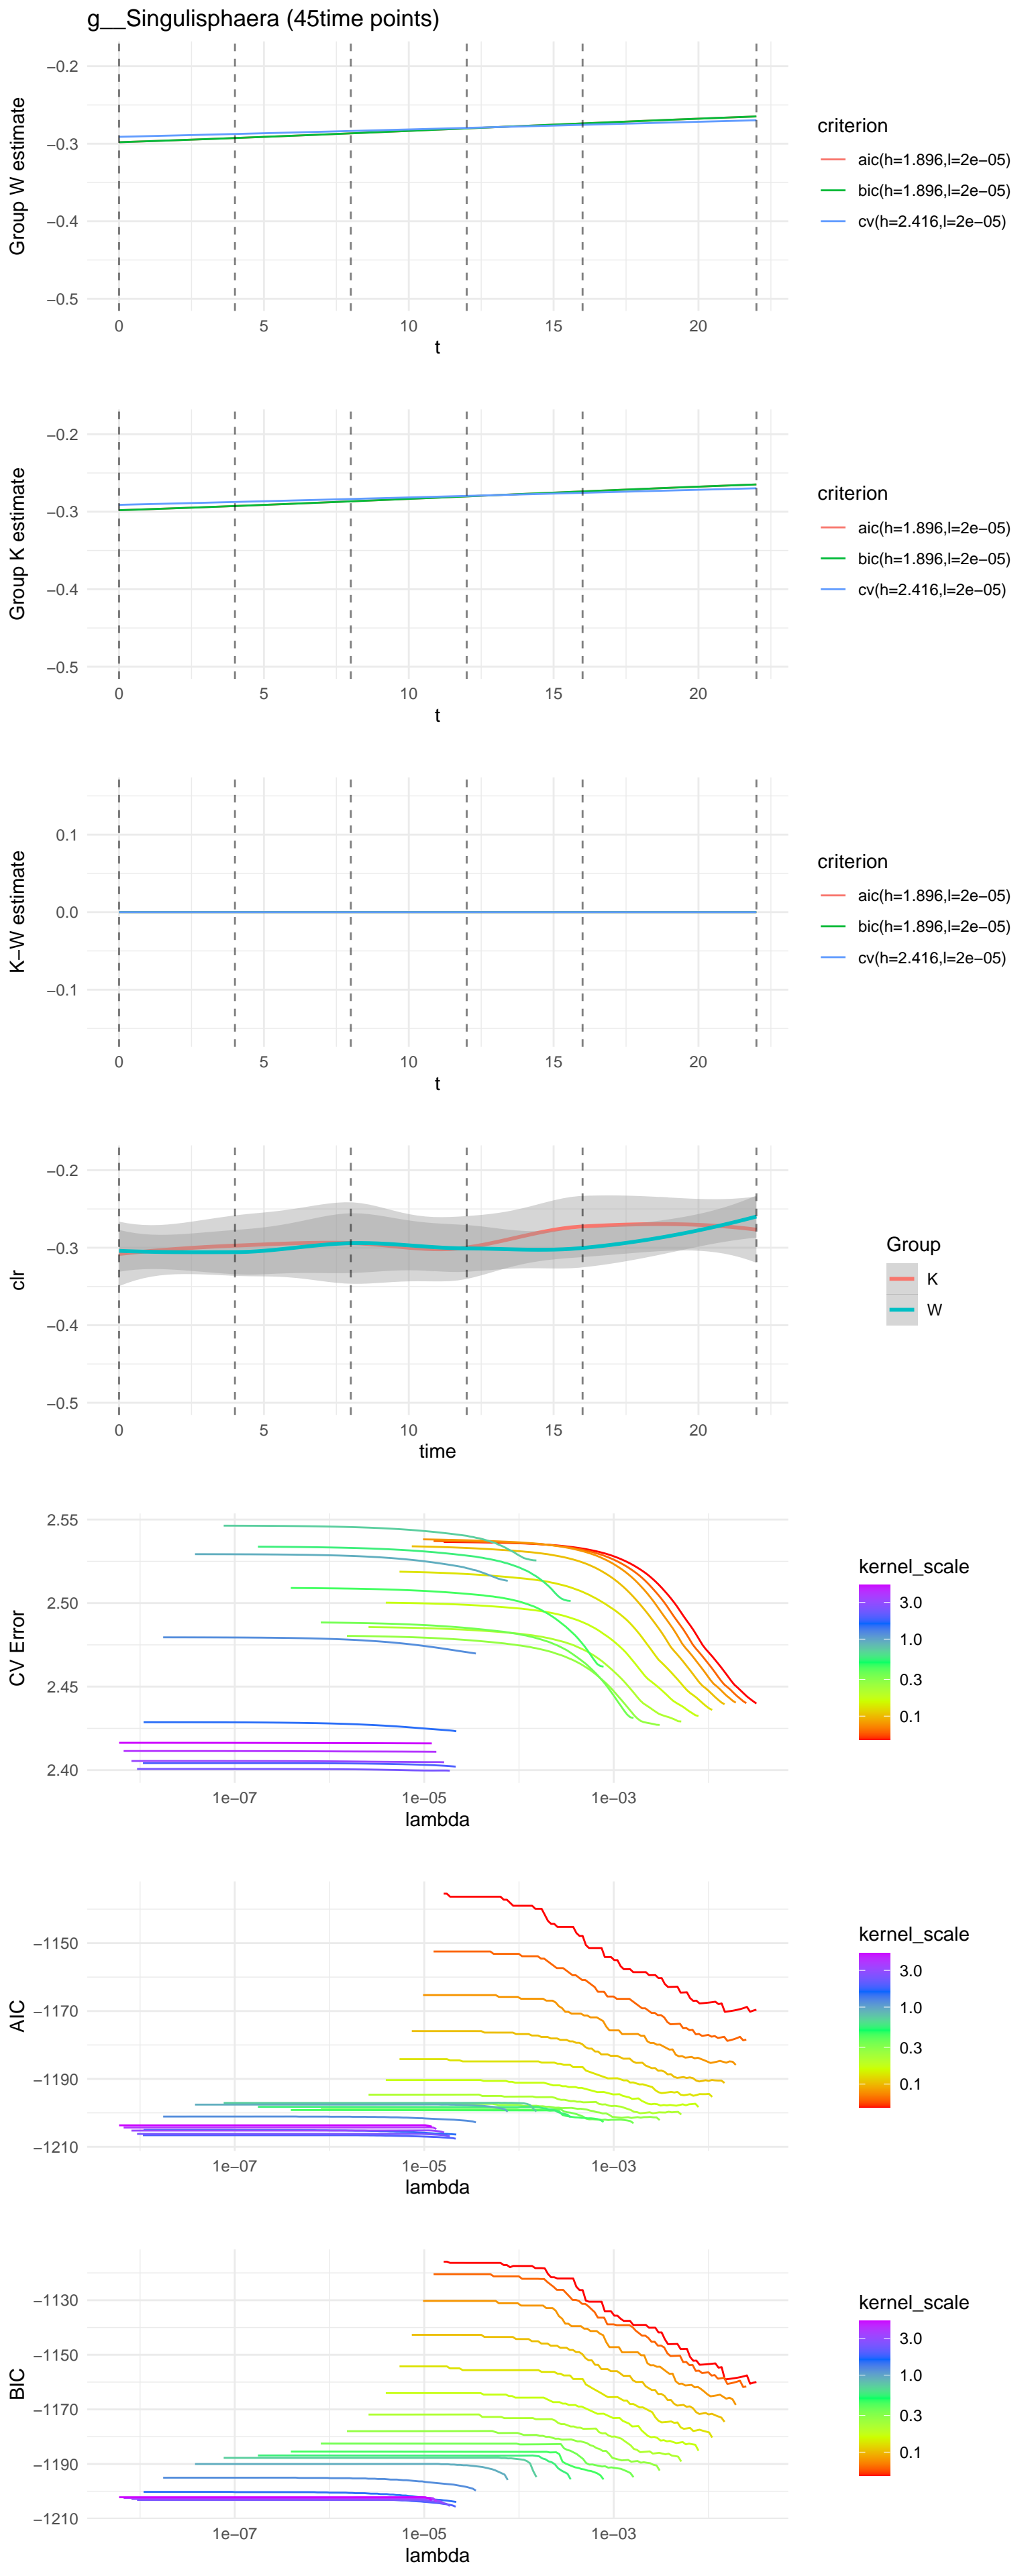 g__Singulisphaera (45time points)
−0.2
−0.3
−0.4
−0.5
Group W estimate
0 5 10 15 20
t
criterion
aic(h=1.896,l=2e−05)
bic(h=1.896,l=2e−05)
cv(h=2.416,l=2e−05)
−0.2
−0.3
−0.4
−0.5
Group K estimate
0 5 10 15 20
t
criterion
aic(h=1.896,l=2e−05)
bic(h=1.896,l=2e−05)
cv(h=2.416,l=2e−05)
0.1
0.0
−0.1
K−W estimate
0 5 10 15 20
t
criterion
aic(h=1.896,l=2e−05)
bic(h=1.896,l=2e−05)
cv(h=2.416,l=2e−05)
−0.2
−0.3
−0.4
−0.5
clr
0 5 10 15 20
time
Group
K
W
2.55
2.50
2.45
2.40
CV Error
1e−07 1e−05 1e−03
lambda
kernel_scale
3.0
1.0
0.3
0.1
−1150
−1170
−1190
−1210
AIC
1e−07 1e−05 1e−03
lambda
kernel_scale
3.0
1.0
0.3
0.1
−1130
−1150
−1170
−1190
−1210
BIC
1e−07 1e−05 1e−03
lambda
kernel_scale
3.0
1.0
0.3
0.1